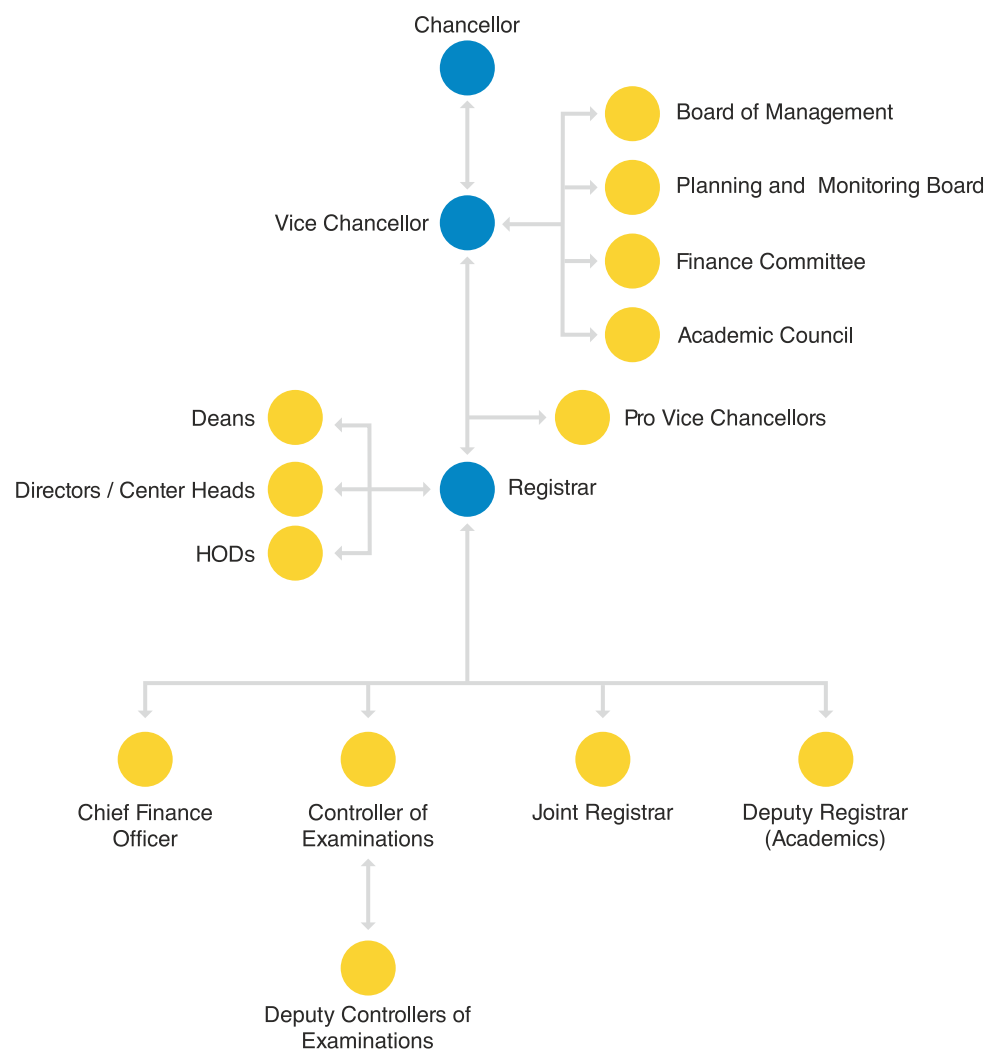 Chancellor
Board of Management
Planning and Monitoring Board
Vice Chancellor
Finance Committee
Academic Council
Deans
Pro Vice Chancellors
Directors / Center Heads
Registrar
HODs
Chief Finance
Officer
Controller of
Examinations
Joint Registrar
Deputy Registrar
(Academics)
Deputy Controllers of
Examinations